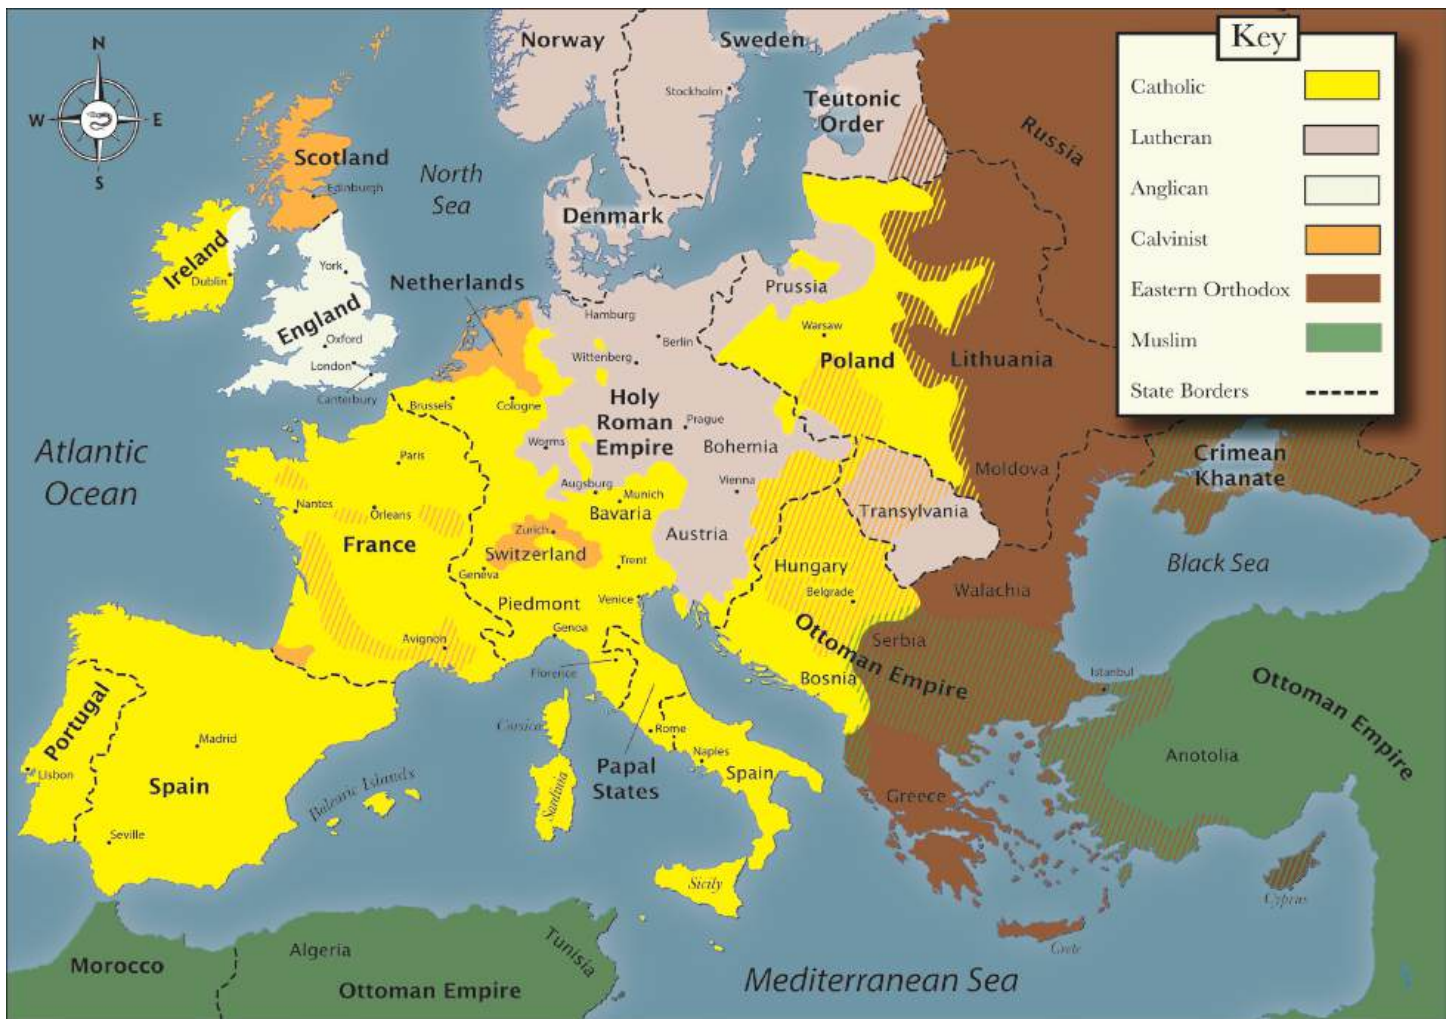 Key
Catholic
Lutheran
Anglican
Calvinist
Eastern Orthodox
Muslim
State Borders
N
W
E
S
Norway
Sweden
Stockholm
Teutonic
Order
Russia
Scotland
Edinburgh
North
Sea
Denmark
Ireland
Dublin
York
England
Oxford
London
Canterbury
Netherlands
Hamburg
Berlin
Wittenberg
Prussia
Warsaw
Poland
Lithuania
Brussels
Cologne
Holy
Roman
Empire
Prague
Bohemia
Worms
Atlantic
Ocean
Paris
Augsburg
Munich
Bavaria
Vienna
Moldova
Crimean
Khanate
Nantes
Orleans
France
Zurich
Switzerland
Geneva
Trent
Austria
Transylvania
Hungary
Belgrade
Black Sea
Walachia
Piedmont
Venice
Genoa
Avignon
Florence
Ottoman Empire
Serbia
Bosnia
Istanbul
Ottoman Empire
Anotolia
Portugal
Lisbon
Madrid
Spain
Seville
Balearic Islands
Corsica
Sardinia
Rome
Naples
Papal
States
Spain
Sicily
Greece
Crete
Cyprus
Morocco
Algeria
Tunisia
Ottoman Empire
Mediterranean Sea